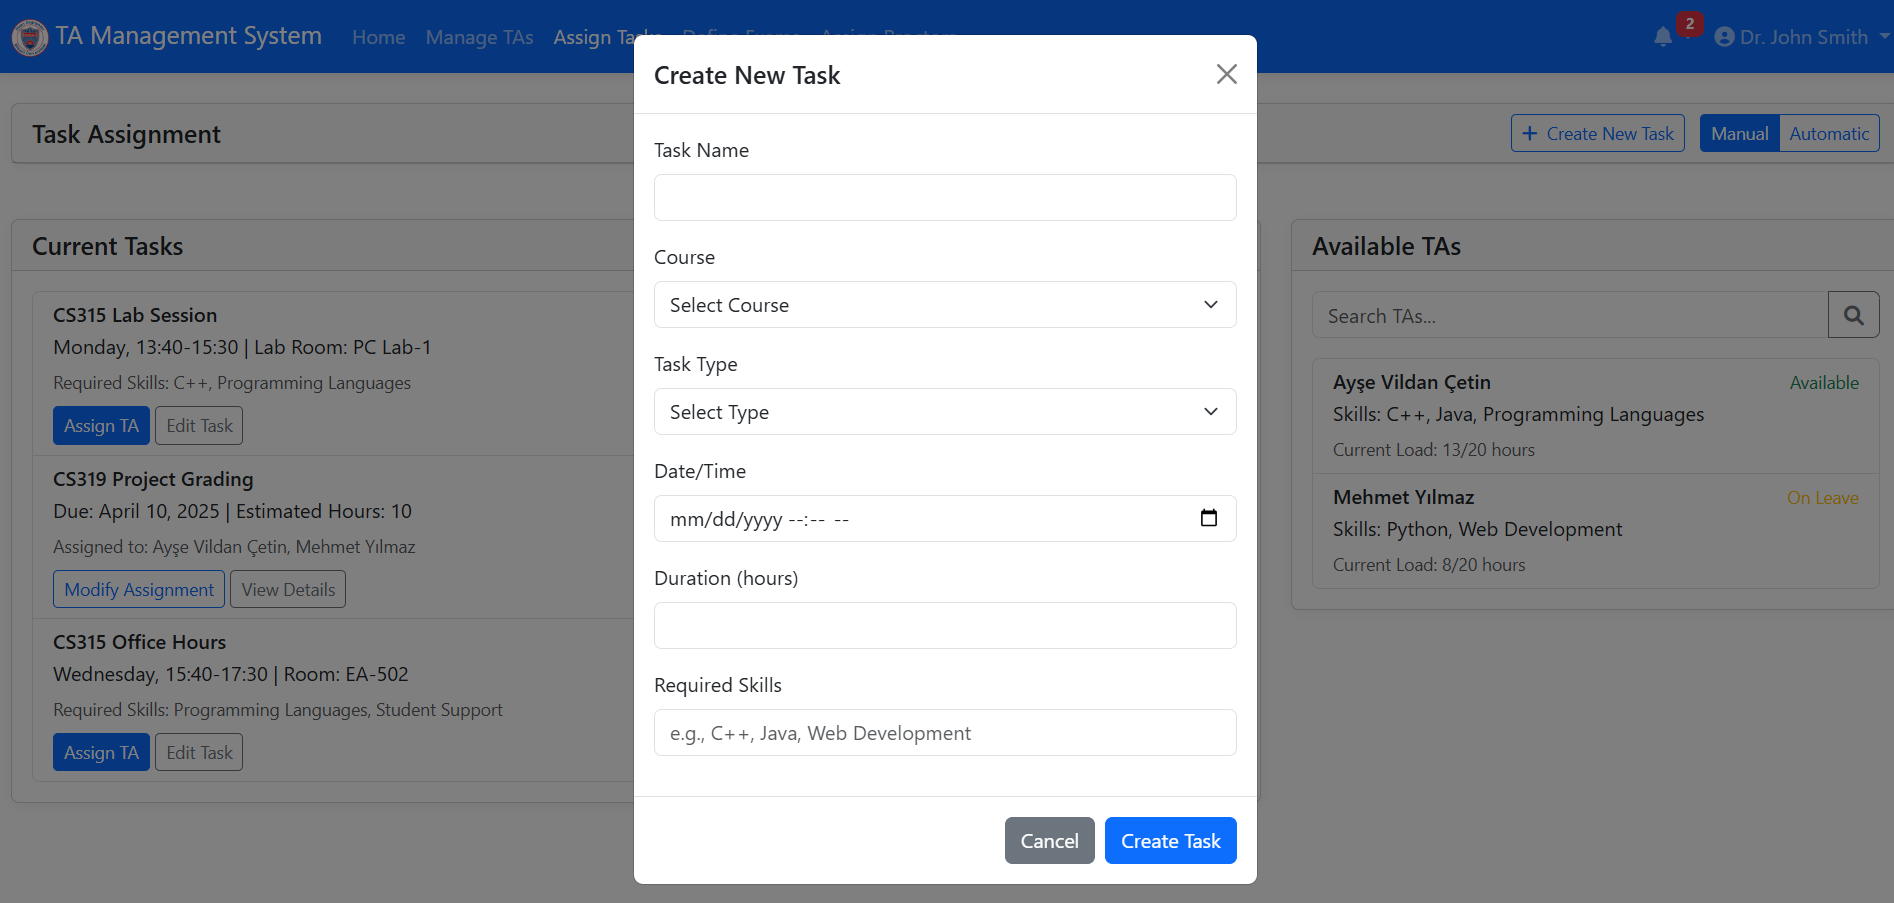 TA Management System Home Manage TAs Assign Tasks 2 Dr. John Smith
Create New Task
Task Assignment
+ Create New Task Manual Automatic
Task Name
Course
Select Course
Task Type
Select Type
Date/Time
mm/dd/yyyy --:-- --
Duration (hours)
Required Skills
e.g., C++, Java, Web Development
Cancel Create Task
Current Tasks
CS315 Lab Session
Monday, 13:40-15:30 | Lab Room: PC Lab-1
Required Skills: C++, Programming Languages
Assign TA Edit Task
CS319 Project Grading
Due: April 10, 2025 | Estimated Hours: 10
Assigned to: Ayşe Vildan Çetin, Mehmet Yılmaz
Modify Assignment View Details
CS315 Office Hours
Wednesday, 15:40-17:30 | Room: EA-502
Required Skills: Programming Languages, Student Support
Assign TA Edit Task
Available TAs
Search TAs...
Ayşe Vildan Çetin Available
Skills: C++, Java, Programming Languages
Current Load: 13/20 hours
Mehmet Yılmaz On Leave
Skills: Python, Web Development
Current Load: 8/20 hours